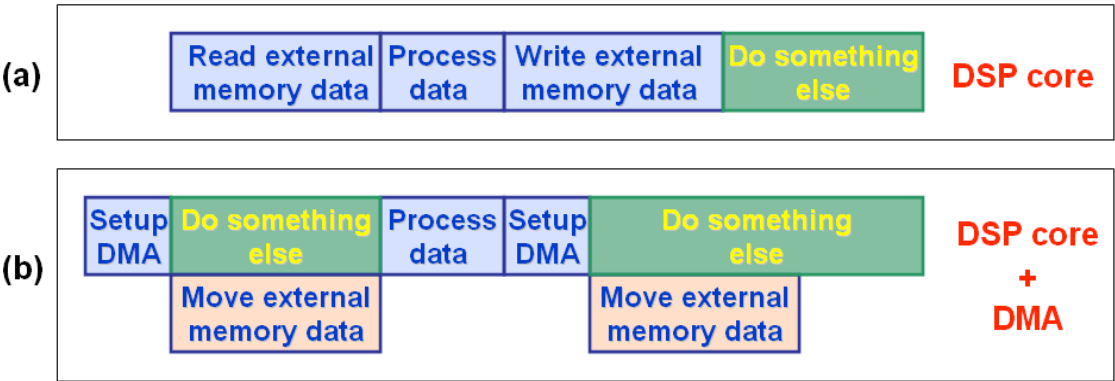 (a)
Read external
memory data
Process
data
Write external
memory data
Do something
else
DSP core
(b)
Setup
DMA
Do something
else
Process
data
Setup
DMA
Do something
else
Move external
memory data
Move external
memory data
DSP core
+
DMA